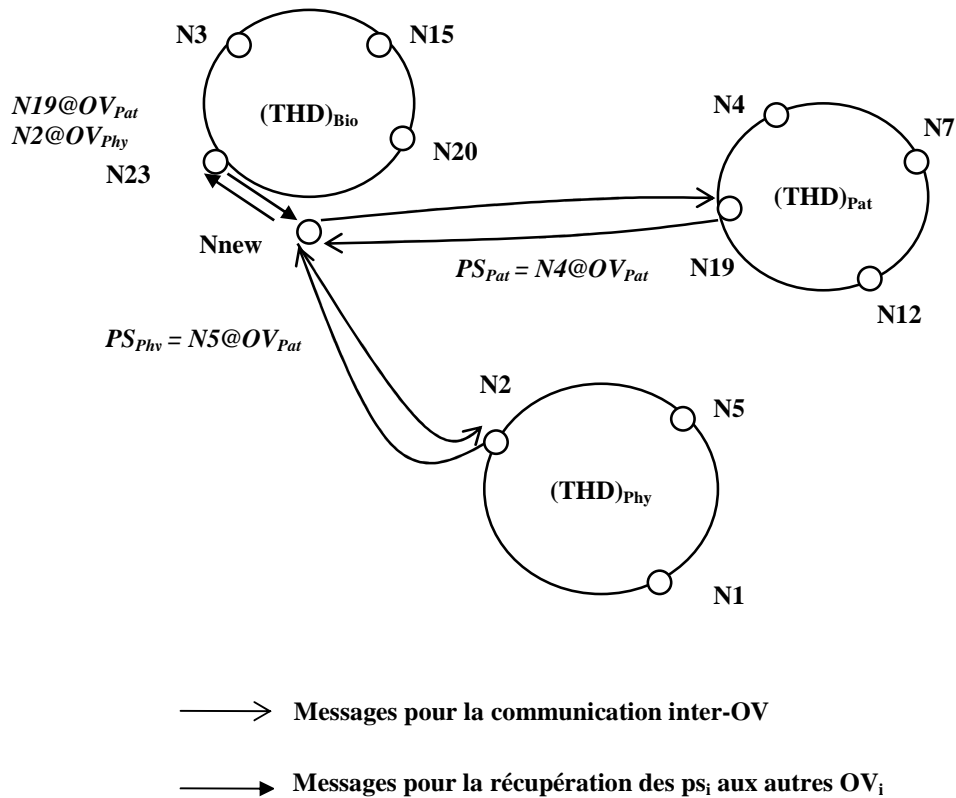 N3
N15
N19@OV_Pat
N2@OV_Phy
(THD)_Bio
N20
N23
N4
N7
(THD)_Pat
Nnew
N19
PS_Pat = N4@OV_Pat
N12
PS_Phy = N5@OV_Pat
N2
N5
(THD)_Phy
N1
Messages pour la communication inter-OV
Messages pour la récupération des ps_i aux autres OV_i